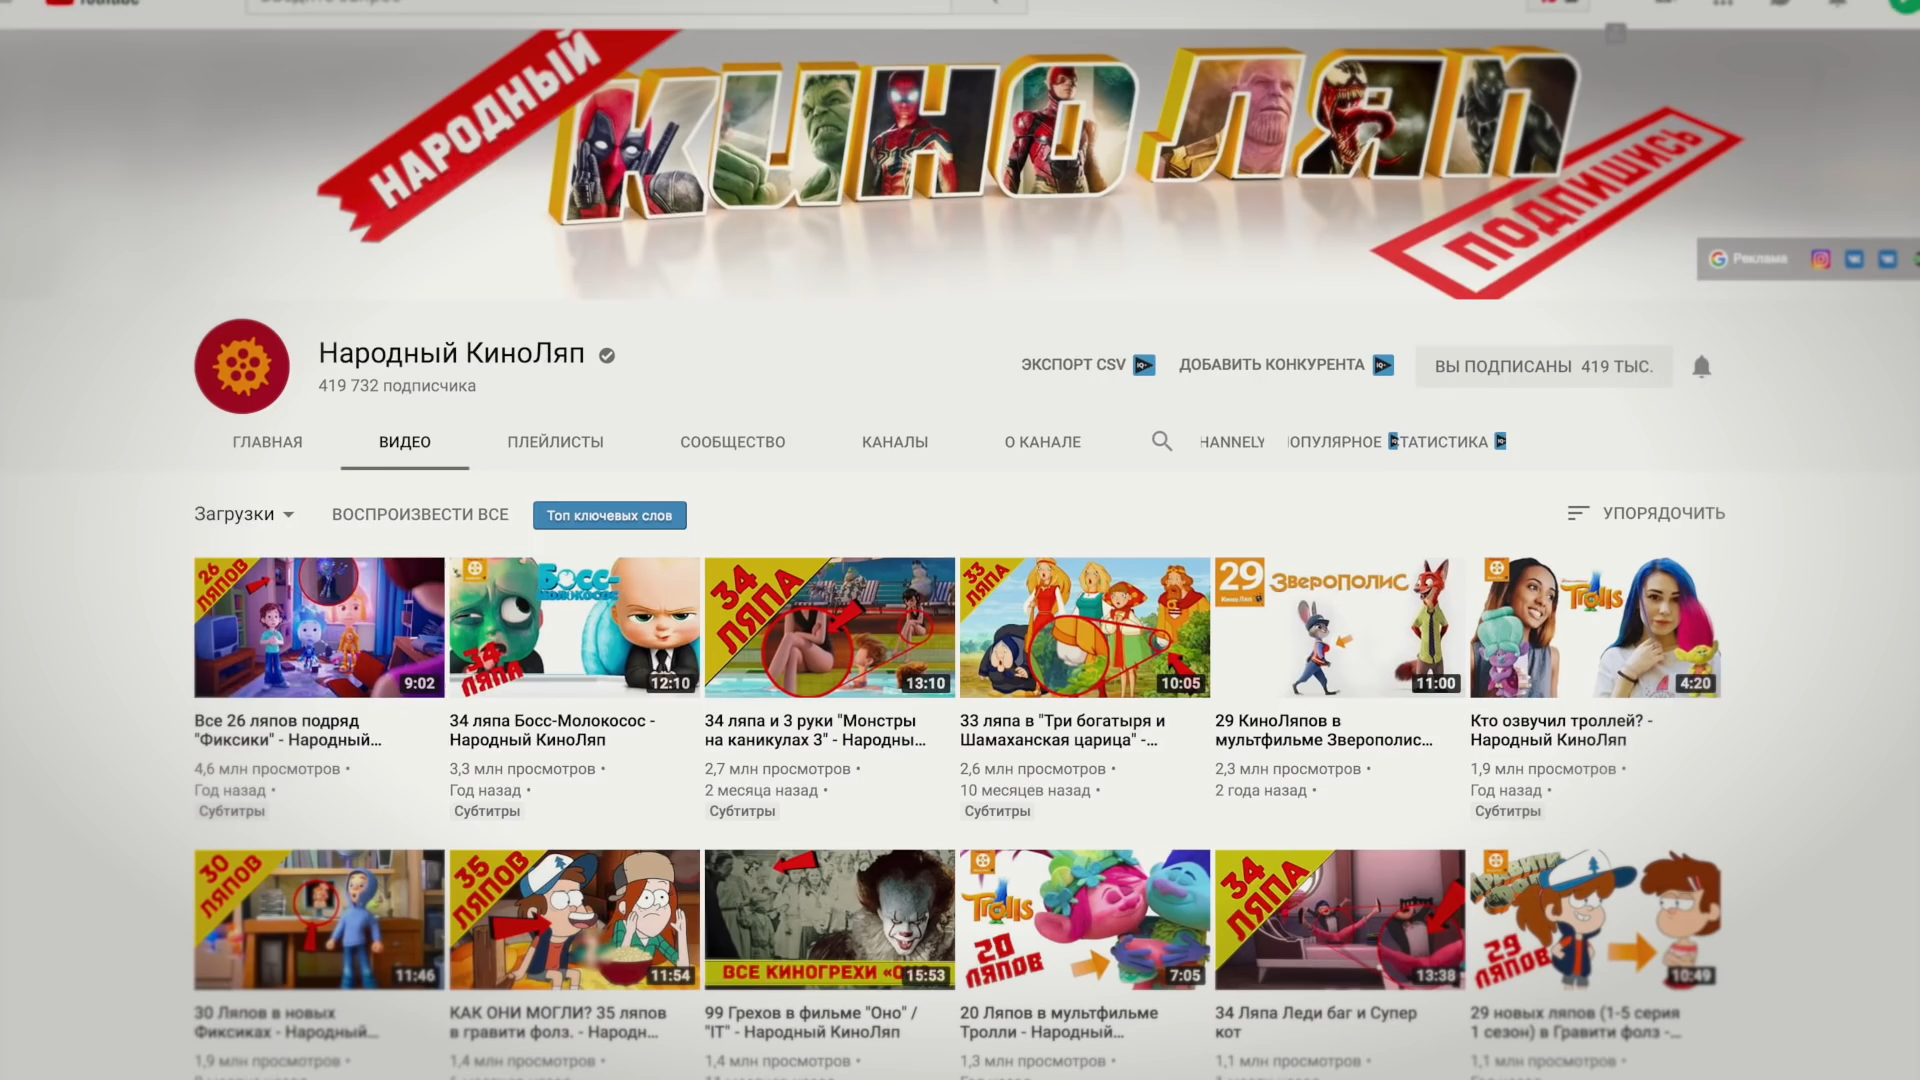 НАРОДНЫЙ
КИНОЛЯП
ПОДПИШИСЬ
Реклама
Народный КиноЛяп
419 732 подписчика
ЭКСПОРТ CSV
ДОБАВИТЬ КОНКУРЕНТА
ВЫ ПОДПИСАНЫ 419 ТЫС.
ГЛАВНАЯ ВИДЕО ПЛЕЙЛИСТЫ СООБЩЕСТВО КАНАЛЫ О КАНАЛЕ HANNELY ОПУЛЯРНОЕ ТАТИСТИКА
Загрузки ВОСПРОИЗВЕСТИ ВСЕ Топ ключевых слов УПОРЯДОЧИТЬ
26 ЛЯПОВ
9:02
БОСС-МОЛОКОСОС
34 ЛЯПА
12:10
34 ЛЯПА
13:10
33 ЛЯПА
10:05
29 ЗВЕРОПОЛИС
11:00
Trolls
4:20
Все 26 ляпов подряд
"Фиксики" - Народный...
4,6 млн просмотров •
Год назад •
Субтитры
34 ляпа Босс-Молокосос -
Народный КиноЛяп
3,3 млн просмотров •
Год назад •
Субтитры
34 ляпа и 3 руки "Монстры
на каникулах 3" - Народны...
2,7 млн просмотров •
2 месяца назад •
Субтитры
33 ляпа в "Три богатыря и
Шамаханская царица" -...
2,6 млн просмотров •
10 месяцев назад •
Субтитры
29 КиноЛяпов в
мультфильме Зверополис...
2,3 млн просмотров •
2 года назад •
Кто озвучил троллей? -
Народный КиноЛяп
1,9 млн просмотров •
Год назад •
Субтитры
30 ЛЯПОВ
11:46
35 ЛЯПОВ
11:54
ВСЕ КИНОГРЕХИ «О
15:53
Trolls
20 ЛЯПОВ
7:05
34 ЛЯПА
13:38
29 ЛЯПОВ
10:49
30 Ляпов в новых
Фиксиках - Народный...
1,9 млн просмотров •
КАК ОНИ МОГЛИ? 35 ляпов
в гравити фолз. - Народн...
1,4 млн просмотров •
99 Грехов в фильме "Оно" /
"IT" - Народный КиноЛяп
1,4 млн просмотров •
20 Ляпов в мультфильме
Тролли - Народный...
1,3 млн просмотров •
34 Ляпа Леди баг и Супер
кот
1,1 млн просмотров •
29 новых ляпов (1-5 серия
1 сезон) в Гравити фолз -...
1,1 млн просмотров •